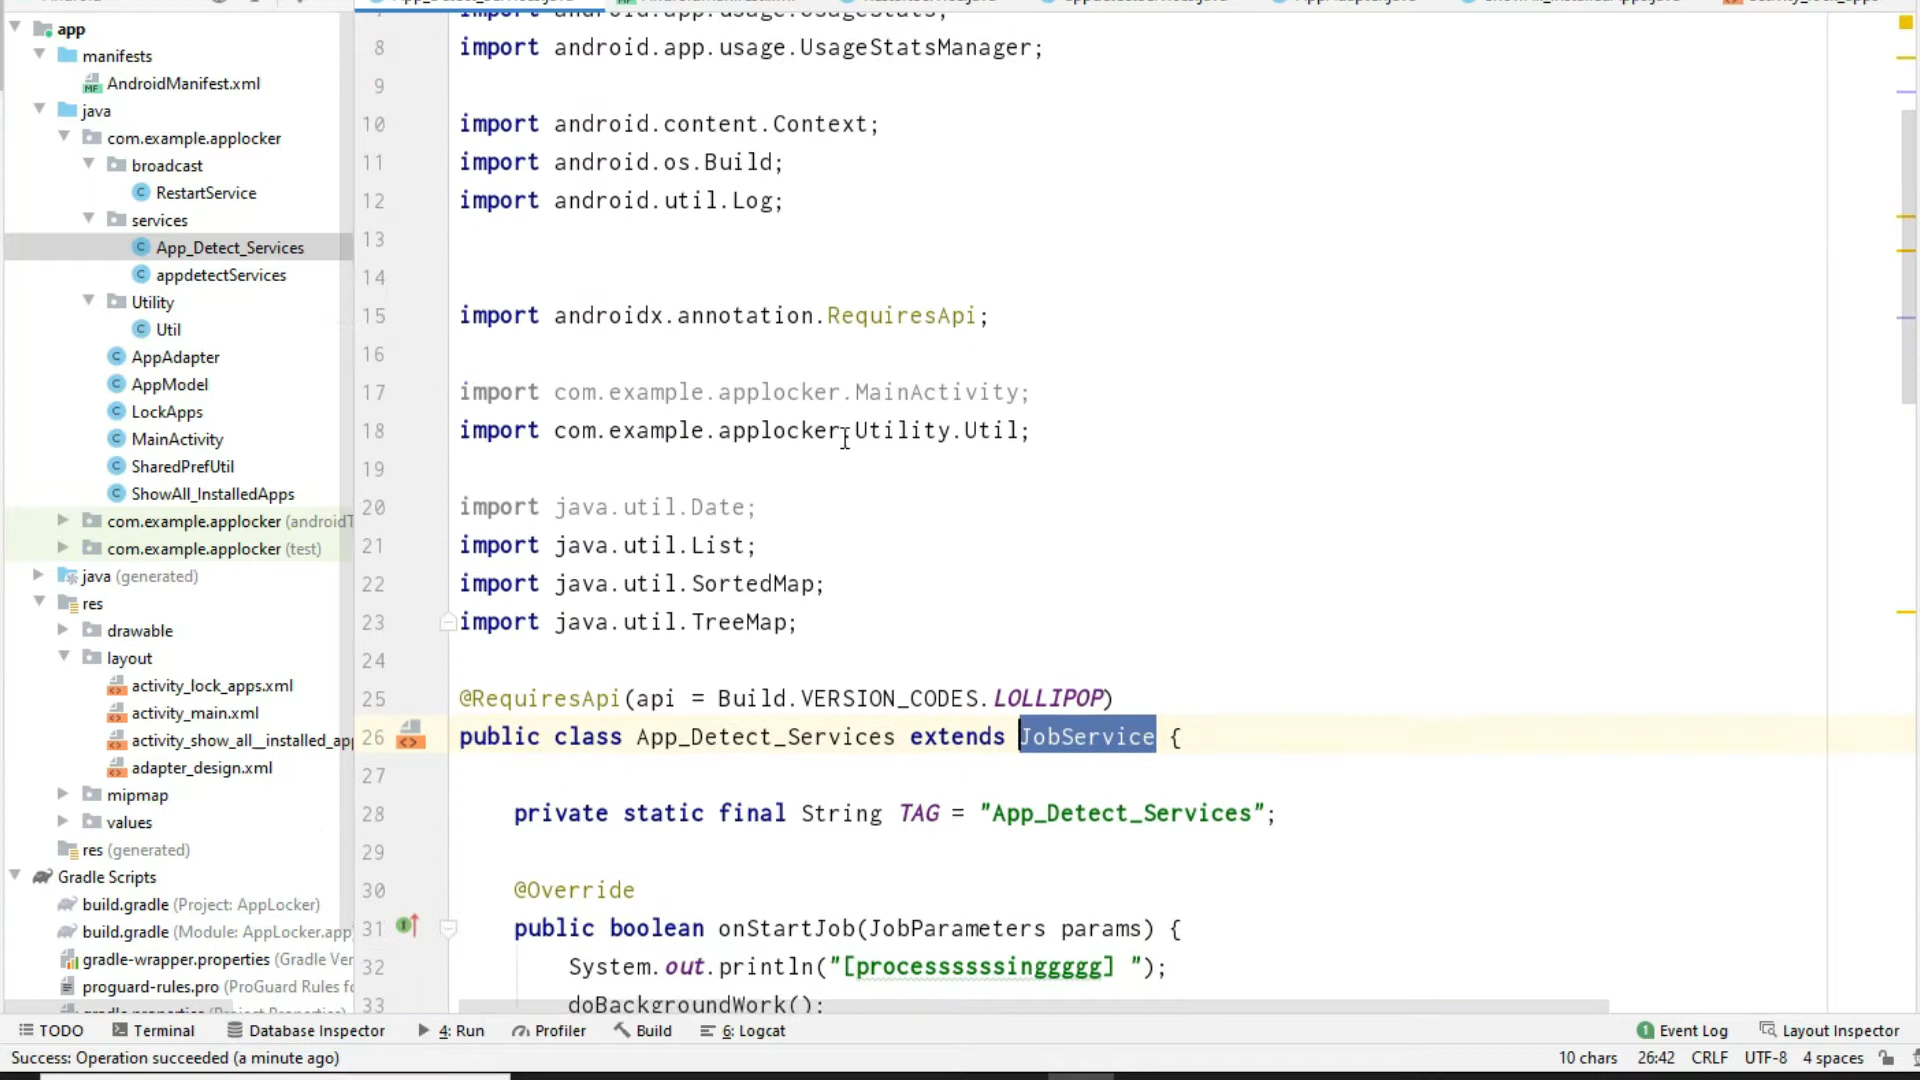 app
manifests
AndroidManifest.xml
java
com.example.applocker
broadcast
RestartService
services
App_Detect_Services
appdetectServices
Utility
Util
AppAdapter
AppModel
LockApps
MainActivity
SharedPrefUtil
ShowAll_InstalledApps
com.example.applocker (androidT
com.example.applocker (test)
java (generated)
res
drawable
layout
activity_lock_apps.xml
activity_main.xml
activity_show_all__installed_app
adapter_design.xml
mipmap
values
res (generated)
Gradle Scripts
build.gradle (Project: AppLocker)
build.gradle (Module: AppLocker.app)
gradle-wrapper.properties (Gradle Ver
proguard-rules.pro (ProGuard Rules fo
import android.app.usage.UsageStats;
8 import android.app.usage.UsageStatsManager;
9
10 import android.content.Context;
11 import android.os.Build;
12 import android.util.Log;
13
14
15 import androidx.annotation.RequiresApi;
16
17 import com.example.applocker.MainActivity;
18 import com.example.applocker.Utility.Util;
19
20 import java.util.Date;
21 import java.util.List;
22 import java.util.SortedMap;
23 import java.util.TreeMap;
24
25 @RequiresApi(api = Build.VERSION_CODES.LOLLIPOP)
26 public class App_Detect_Services extends JobService {
27
28 private static final String TAG = "App_Detect_Services";
29
30 @Override
31 public boolean onStartJob(JobParameters params) {
32 System.out.println("[processssssinggggg] ");
33 doBackgroundWork();
TODO Terminal Database Inspector 4: Run Profiler Build 6: Logcat Event Log Layout Inspector
Success: Operation succeeded (a minute ago) 10 chars 26:42 CRLF UTF-8 4 spaces